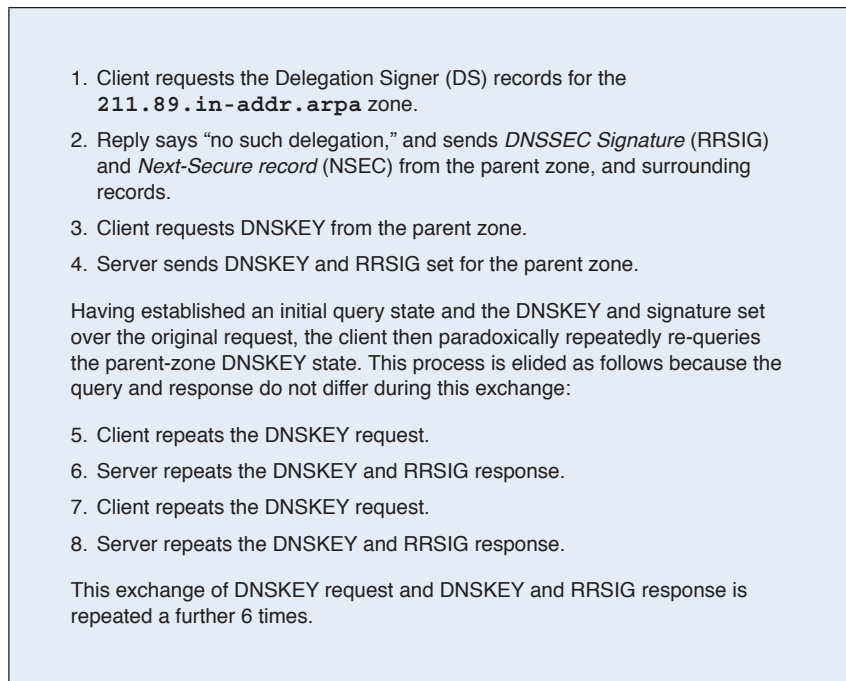 1. Client requests the Delegation Signer (DS) records for the
211.89.in-addr.arpa zone.
2. Reply says “no such delegation,” and sends DNSSEC Signature (RRSIG)
and Next-Secure record (NSEC) from the parent zone, and surrounding
records.
3. Client requests DNSKEY from the parent zone.
4. Server sends DNSKEY and RRSIG set for the parent zone.
Having established an initial query state and the DNSKEY and signature set
over the original request, the client then paradoxically repeatedly re-queries
the parent-zone DNSKEY state. This process is elided as follows because the
query and response do not differ during this exchange:
5. Client repeats the DNSKEY request.
6. Server repeats the DNSKEY and RRSIG response.
7. Client repeats the DNSKEY request.
8. Server repeats the DNSKEY and RRSIG response.
This exchange of DNSKEY request and DNSKEY and RRSIG response is
repeated a further 6 times.